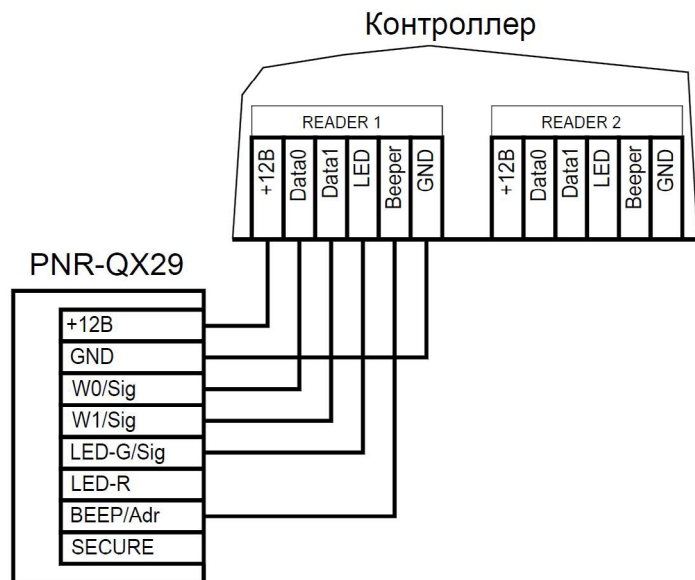 Контроллер
READER 1
READER 2
+12В
Data0
Data1
LED
Beeper
GND
+12В
Data0
Data1
LED
Beeper
GND
PNR-QX29
+12В
GND
W0/Sig
W1/Sig
LED-G/Sig
LED-R
BEEP/Adr
SECURE